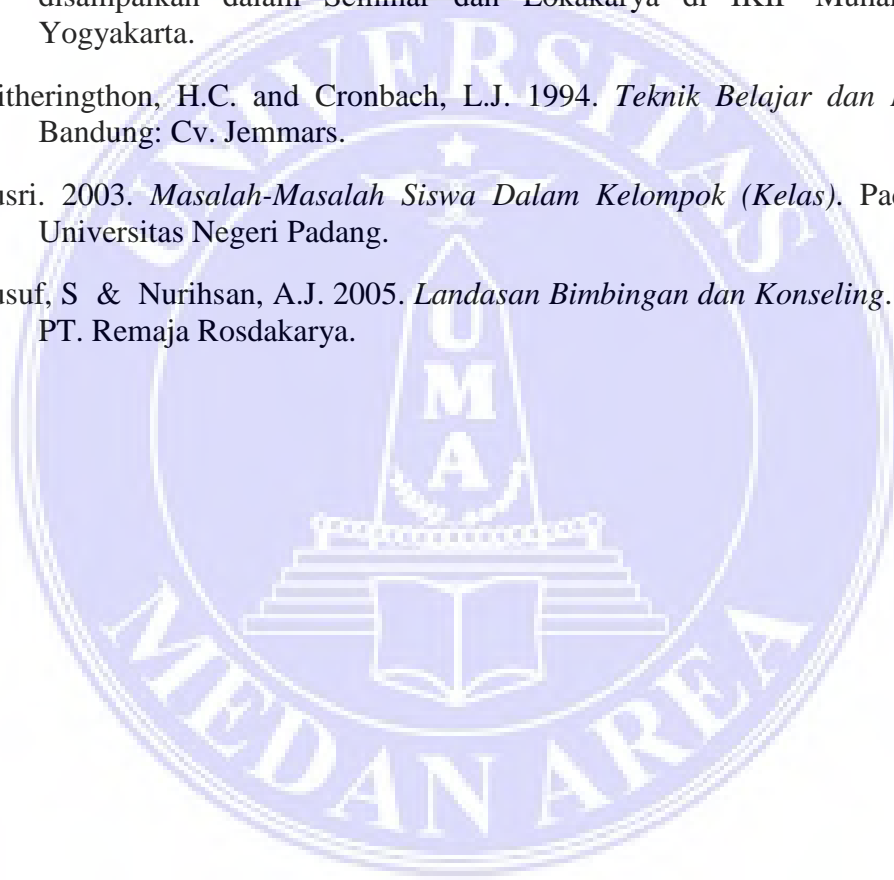 disampaikan dalam Seminar dan Lokakarya di IKIP
Yogyakarta.
itheringthon, H.C. and Cronbach, L.J. 1994. Teknik Belajar dan
Bandung: Cv. Jemmars.
usri. 2003. Masalah-Masalah Siswa Dalam Kelompok (Kelas).
Universitas Negeri Padang.
usuf, S & Nurihsan, A.J. 2005. Landasan Bimbingan dan Konseling.
PT. Remaja Rosdakarya.
UNIVERSITAS
UMA
MEDAN AREA